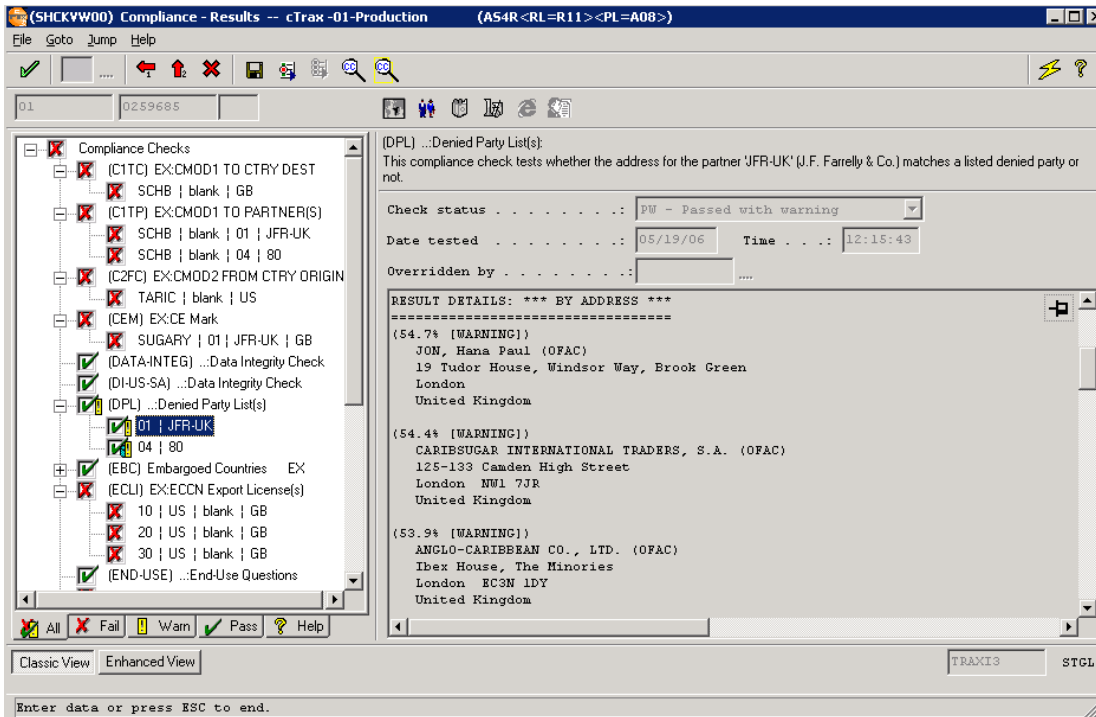 (SHCKVW00) Compliance - Results -- cTrax -01-Production (AS4R<RL=R11><PL=A08>)
File Goto Jump Help
01 0259685
Compliance Checks
(C1TC) EX:CMOD1 TO CTRY DEST
SCHB ¦ blank ¦ GB
(C1TP) EX:CMOD1 TO PARTNER(S)
SCHB ¦ blank ¦ 01 ¦ JFR-UK
SCHB ¦ blank ¦ 04 ¦ 80
(C2FC) EX:CMOD2 FROM CTRY ORIGIN
TARIC ¦ blank ¦ US
(CEM) EX:CE Mark
SUGARY ¦ 01 ¦ JFR-UK ¦ GB
(DATA-INTEG) ..:Data Integrity Check
(DI-US-SA) ..:Data Integrity Check
(DPL) ..:Denied Party List(s)
01 ¦ JFR-UK
04 ¦ 80
(EBC) Embargoed Countries EX
(ECLI) EX:ECCN Export License(s)
10 ¦ US ¦ blank ¦ GB
20 ¦ US ¦ blank ¦ GB
30 ¦ US ¦ blank ¦ GB
(END-USE) ..:End-Use Questions
All Fail Warn Pass Help
(DPL) ..:Denied Party List(s):
This compliance check tests whether the address for the partner 'JFR-UK' (J.F. Farrelly & Co.) matches a listed denied party or
not.
Check status . . . . . . . .: PW - Passed with warning
Date tested . . . . . . . .: 05/19/06 Time . . .: 12:15:43
Overridden by . . . . . . . .: ....
RESULT DETAILS: *** BY ADDRESS ***
==================================
(54.7% [WARNING])
JON, Hana Paul (OFAC)
19 Tudor House, Windsor Way, Brook Green
London
United Kingdom
(54.4% [WARNING])
CARIBSUGAR INTERNATIONAL TRADERS, S.A. (OFAC)
125-133 Camden High Street
London NW1 7JR
United Kingdom
(53.9% [WARNING])
ANGLO-CARIBBEAN CO., LTD. (OFAC)
Ibex House, The Minories
London EC3N 1DY
United Kingdom
Classic View Enhanced View TRAXI3 STGL
Enter data or press ESC to end.